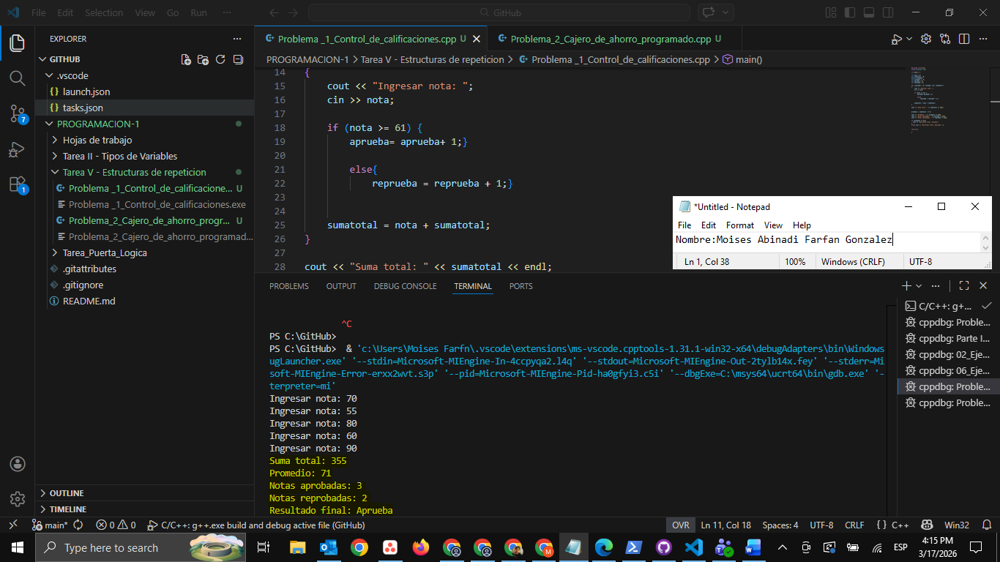 File Edit Selection View Go Run ··· GitHub
EXPLORER ···
GITHUB
.vscode
{} launch.json
{} tasks.json
PROGRAMACION-1
Hojas de trabajo
Tarea II - Tipos de Variables
Tarea V - Estructuras de repeticion
Problema _1_Control_de_calificacione... U
Problema _1_Control_de_calificaciones.exe
Problema_2_Cajero_de_ahorro_progr... U
Problema_2_Cajero_de_ahorro_programad...
Tarea_Puerta_Logica
.gitattributes
.gitignore
README.md
OUTLINE
TIMELINE
7
1
Problema _1_Control_de_calificaciones.cpp U
Problema_2_Cajero_de_ahorro_programado.cpp U
PROGRAMACION-1 > Tarea V - Estructuras de repeticion > Problema _1_Control_de_calificaciones.cpp > main()
14 {
15 cout << "Ingresar nota: ";
16 cin >> nota;
17
18 if (nota >= 61) {
19 aprueba= aprueba+ 1;}
20
21 else{
22 reprueba = reprueba + 1;}
23
24
25 sumatotal = nota + sumatotal;
26 }
27
28 cout << "Suma total: " << sumatotal << endl;
*Untitled - Notepad
File Edit Format View Help
Nombre:Moises Abinadi Farfan Gonzalez
Ln 1, Col 38 100% Windows (CRLF) UTF-8
PROBLEMS OUTPUT DEBUG CONSOLE TERMINAL PORTS
^C
PS C:\GitHub>
PS C:\GitHub> & 'c:\Users\Moises Farfn\.vscode\extensions\ms-vscode.cpptools-1.31.1-win32-x64\debugAdapters\bin\Windows
ugLauncher.exe' '--stdin=Microsoft-MIEngine-In-4ccpyqa2.l4q' '--stdout=Microsoft-MIEngine-Out-2tylb14x.fey' '--stderr=Mi
soft-MIEngine-Error-erxx2wvt.s3p' '--pid=Microsoft-MIEngine-Pid-ha0gfyi3.c5i' '--dbgExe=C:\msys64\ucrt64\bin\gdb.exe' '-
terpreter=mi'
Ingresar nota: 70
Ingresar nota: 55
Ingresar nota: 80
Ingresar nota: 60
Ingresar nota: 90
Suma total: 355
Promedio: 71
Notas aprobadas: 3
Notas reprobadas: 2
Resultado final: Aprueba
C/C++: g+...
cppdbg: Proble...
cppdbg: Parte I...
cppdbg: 02_Eje...
cppdbg: 06_Eje...
cppdbg: Proble...
cppdbg: Proble...
main* 0 0 C/C++: g++.exe build and debug active file (GitHub) OVR Ln 11, Col 18 Spaces: 4 UTF-8 CRLF {} C++ Win32
Type here to search
ESP
4:15 PM
3/17/2026